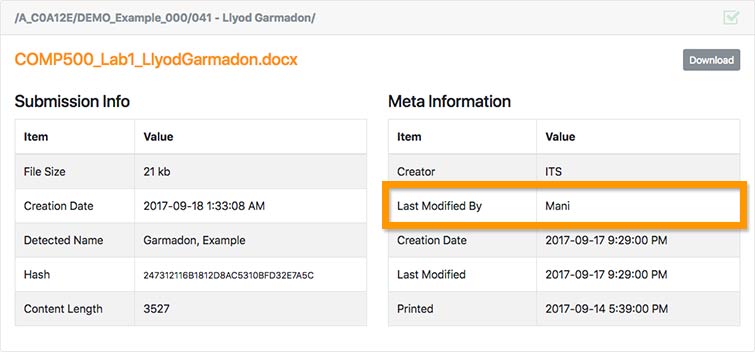 /A_C0A12E/DEMO_Example_000/041 - Llyod Garmadon/
COMP500_Lab1_LlyodGarmadon.docx
Download
Submission Info
Item Value
File Size 21 kb
Creation Date 2017-09-18 1:33:08 AM
Detected Name Garmadon, Example
Hash 247312116B1812D8AC5310BFD32E7A5C
Content Length 3527
Meta Information
Item Value
Creator ITS
Last Modified By Mani
Creation Date 2017-09-17 9:29:00 PM
Last Modified 2017-09-17 9:29:00 PM
Printed 2017-09-14 5:39:00 PM